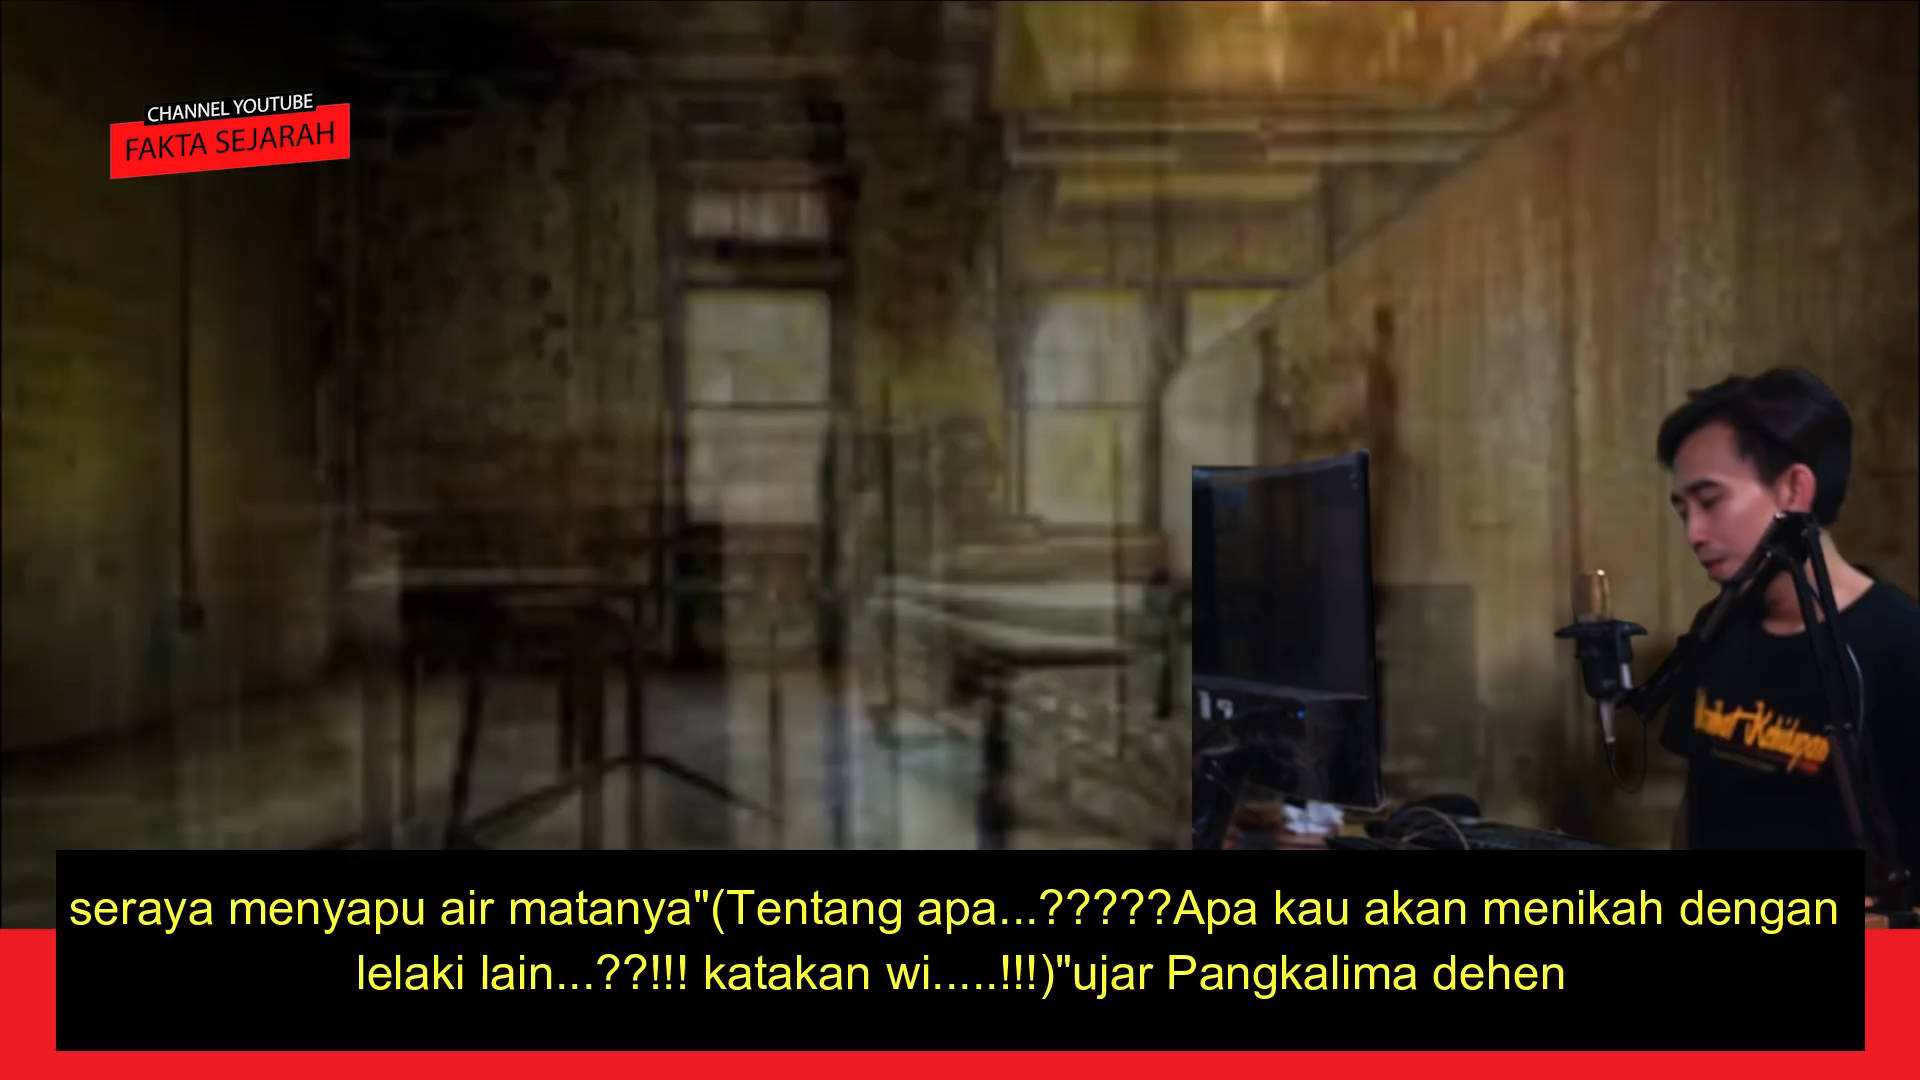 CHANNEL YOUTUBE
FAKTA SEJARAH
seraya menyapu air matanya"(Tentang apa...?????Apa kau akan menikah dengan
lelaki lain...??!!! katakan wi.....!!!)"ujar Pangkalima dehen